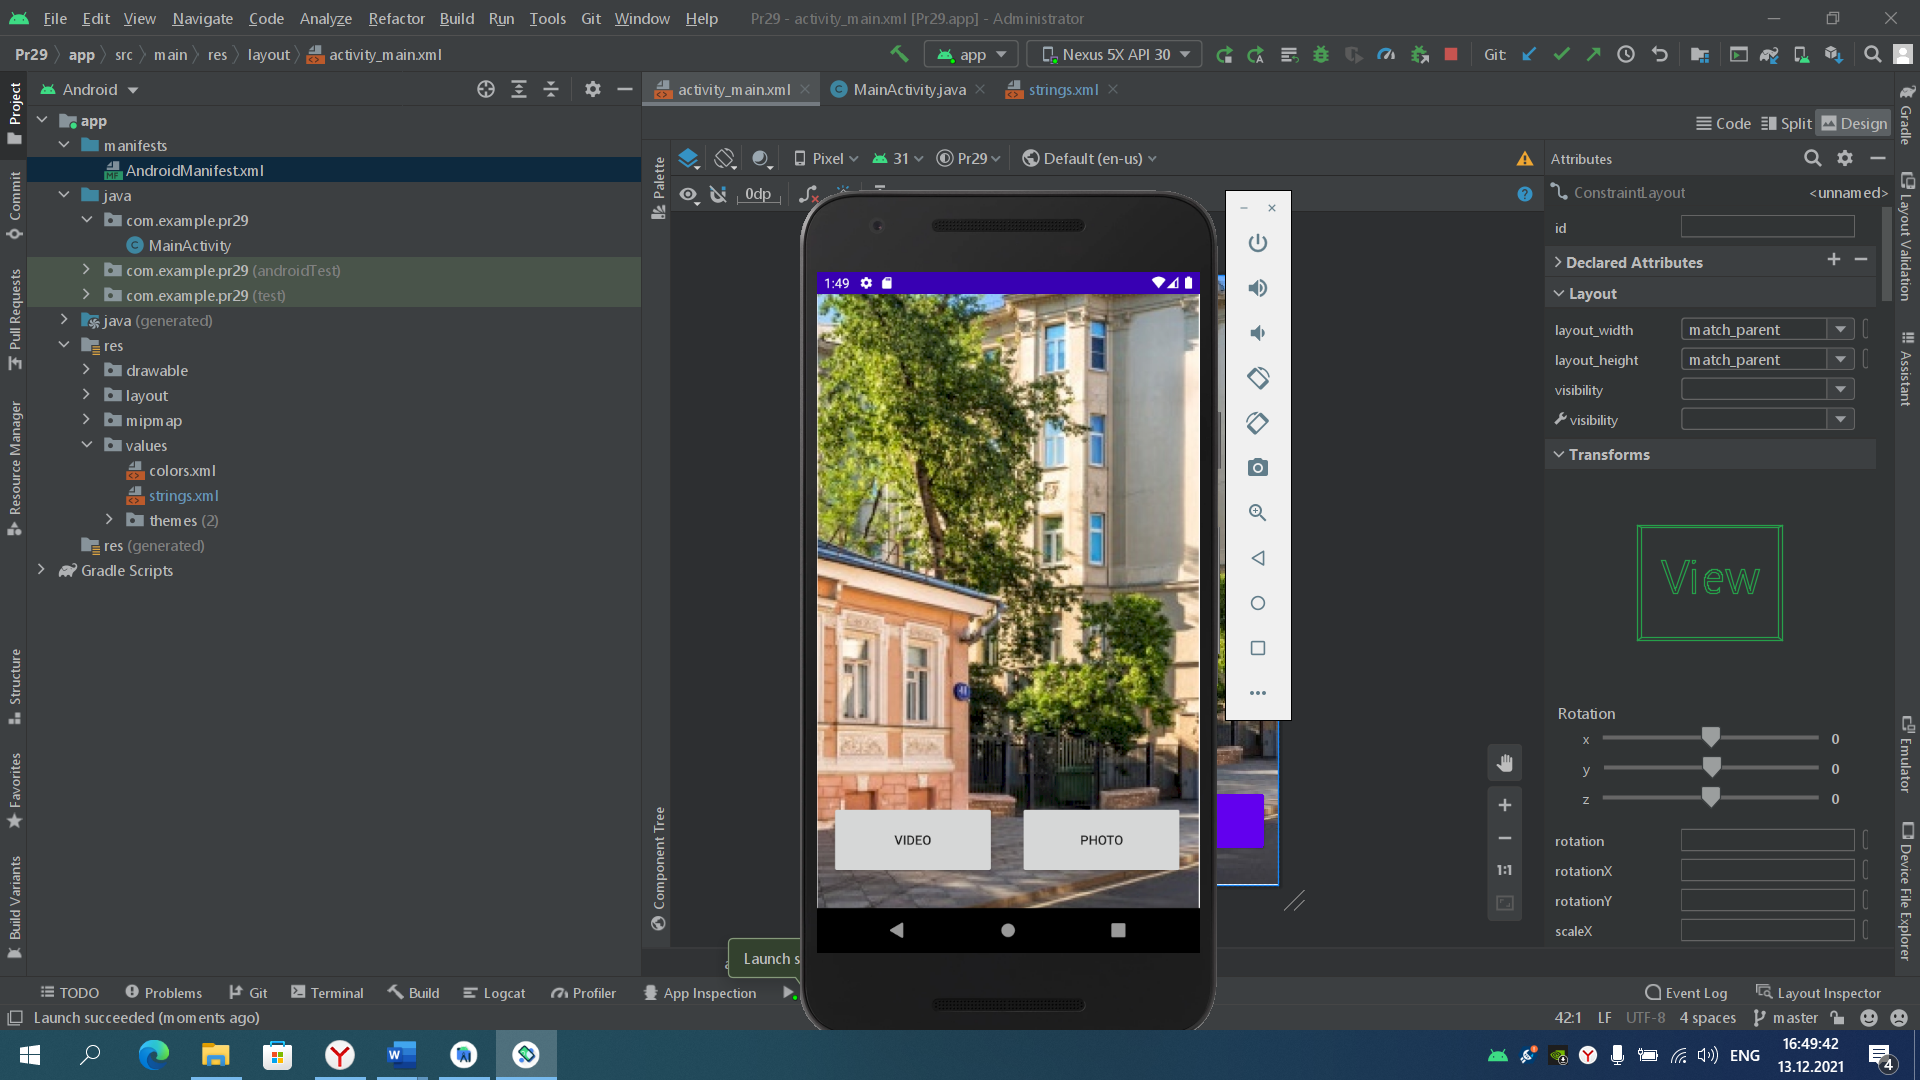 File Edit View Navigate Code Analyze Refactor Build Run Tools Git Window Help Pr29 - activity_main.xml [Pr29.app] - Administrator
Pr29 app src main res layout activity_main.xml app Nexus 5X API 30 Git:
Android
activity_main.xml MainActivity.java strings.xml
Code Split Design
Pixel 31 Pr29 Default (en-us)
0dp
app
manifests
AndroidManifest.xml
java
com.example.pr29
MainActivity
com.example.pr29 (androidTest)
com.example.pr29 (test)
java (generated)
res
drawable
layout
mipmap
values
colors.xml
strings.xml
themes (2)
res (generated)
Gradle Scripts
Project
Commit
Pull Requests
Resource Manager
Structure
Favorites
Build Variants
Palette
Component Tree
1:49
VIDEO PHOTO
Launch s
1:1
Attributes
ConstraintLayout <unnamed>
id
Declared Attributes
Layout
layout_width match_parent
layout_height match_parent
visibility
visibility
Transforms
View
Rotation
x 0
y 0
z 0
rotation
rotationX
rotationY
scaleX
Gradle
Layout Validation
Assistant
Emulator
Device File Explorer
TODO Problems Git Terminal Build Logcat Profiler App Inspection Event Log Layout Inspector
Launch succeeded (moments ago) 42:1 LF UTF-8 4 spaces master
ENG
16:49:42
13.12.2021
4